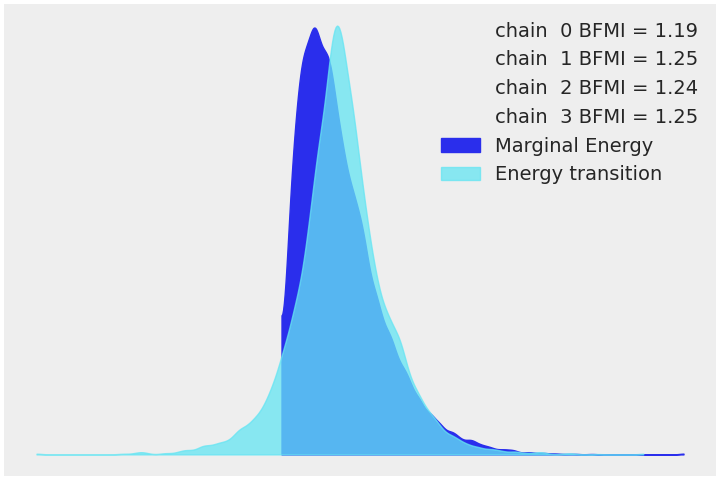 chain  0 BFMI = 1.19
chain  1 BFMI = 1.25
chain  2 BFMI = 1.24
chain  3 BFMI = 1.25
Marginal Energy
Energy transition